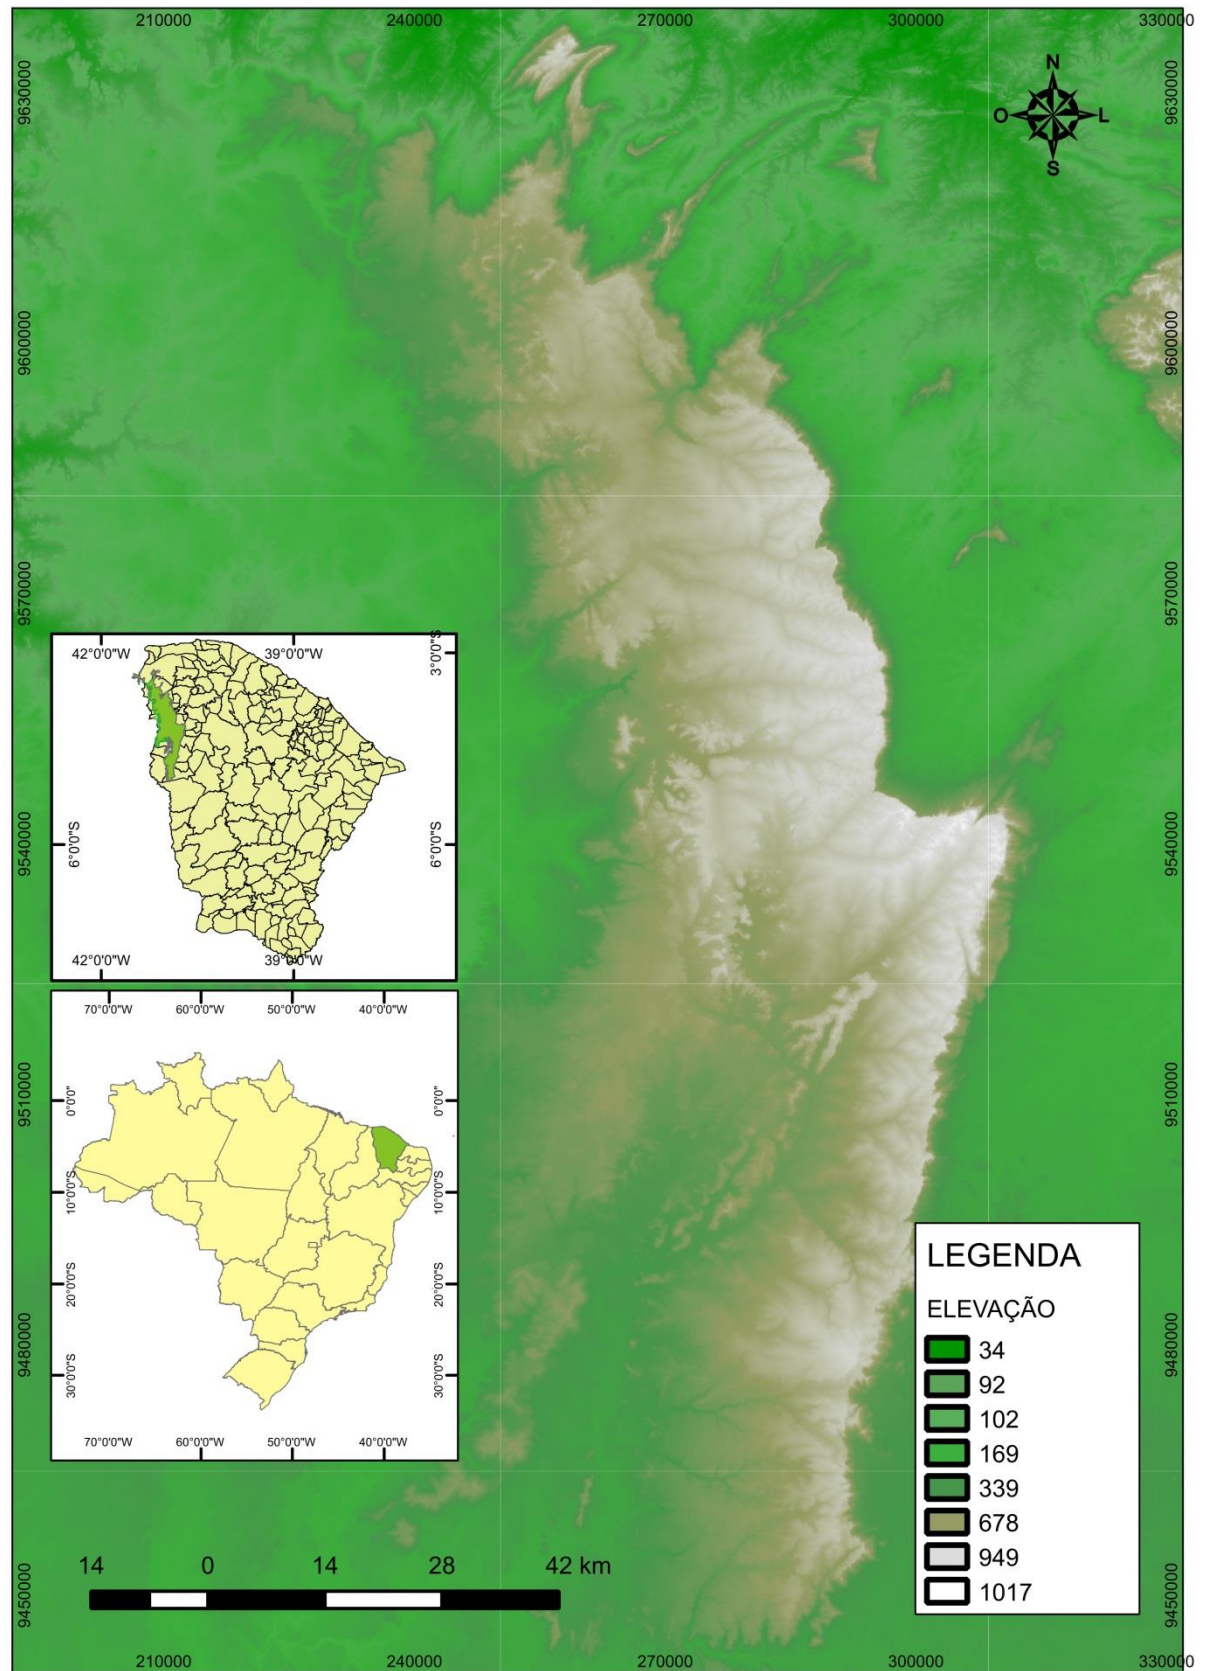 210000 240000 270000 300000 330000
9630000 9630000
N
O L
S
9600000 9600000
9570000 9570000
42°0'0"W 39°0'0"W
3°0'0"S
6°0'0"S 6°0'0"S
42°0'0"W 39°0'0"W
9540000 9540000
70°0'0"W 60°0'0"W 50°0'0"W 40°0'0"W
0°0'0" 0°0'0"
10°0'0"S 10°0'0"S
20°0'0"S 20°0'0"S
30°0'0"S 30°0'0"S
70°0'0"W 60°0'0"W 50°0'0"W 40°0'0"W
9510000 9510000
9480000 9480000
LEGENDA
ELEVAÇÃO
34
92
102
169
339
678
949
1017
14 0 14 28 42 km
9450000 9450000
210000 240000 270000 300000 330000